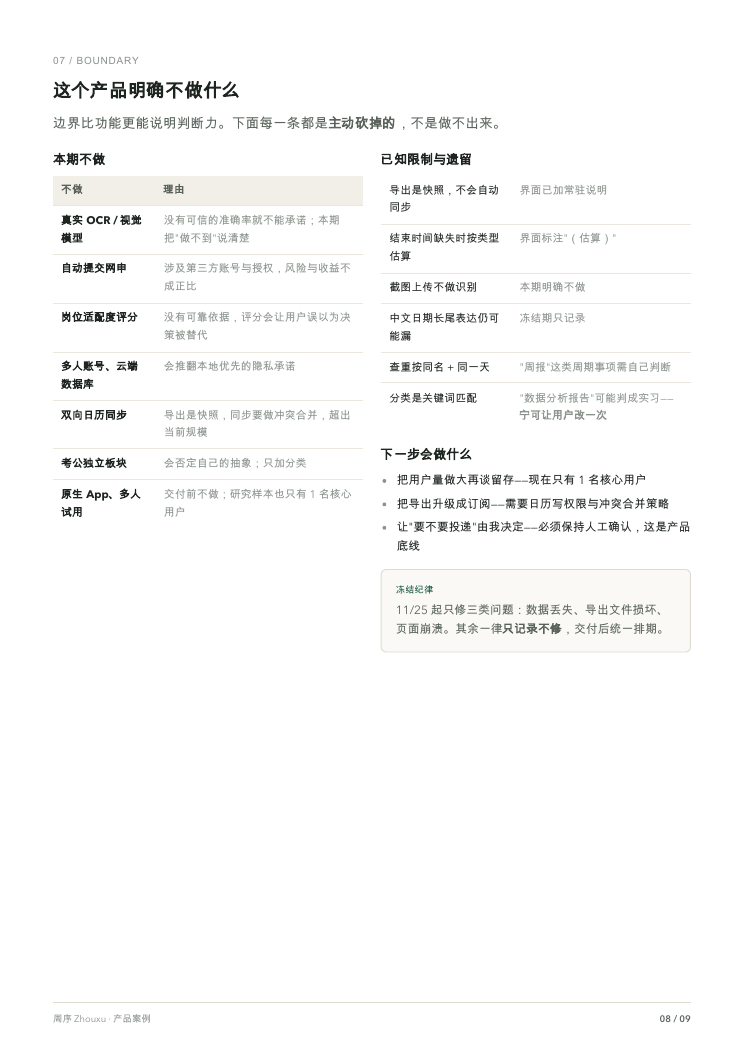 07 / BOUNDARY
这个产品明确不做什么
边界比功能更能说明判断力。下面每一条都是主动砍掉的，不是做不出来。
本期不做
不做 理由
真实 OCR / 视觉
模型
没有可信的准确率就不能承诺；本期
把"做不到"说清楚
自动提交网申
涉及第三方账号与授权，风险与收益不
成正比
岗位适配度评分
没有可靠依据，评分会让用户误以为决
策被替代
多人账号、云端
数据库
会推翻本地优先的隐私承诺
双向日历同步
导出是快照，同步要做冲突合并，超出
当前规模
考公独立板块
会否定自己的抽象；只加分类
原生 App、多人
试用
交付前不做；研究样本也只有 1 名核心
用户
已知限制与遗留
导出是快照，不会自动
同步
界面已加常驻说明
结束时间缺失时按类型
估算
界面标注"（估算）"
截图上传不做识别
本期明确不做
中文日期长尾表达仍可
能漏
冻结期只记录
查重按同名 + 同一天
"周报"这类周期事项需自己判断
分类是关键词匹配
"数据分析报告"可能判成实习——
宁可让用户改一次
下一步会做什么
• 把用户量做大再谈留存——现在只有 1 名核心用户
• 把导出升级成订阅——需要日历写权限与冲突合并策略
• 让"要不要投递"由我决定——必须保持人工确认，这是产品
底线
冻结纪律
11/25 起只修三类问题：数据丢失、导出文件损坏、
页面崩溃。其余一律只记录不修，交付后统一排期。
周序 Zhouxu · 产品案例
08 / 09